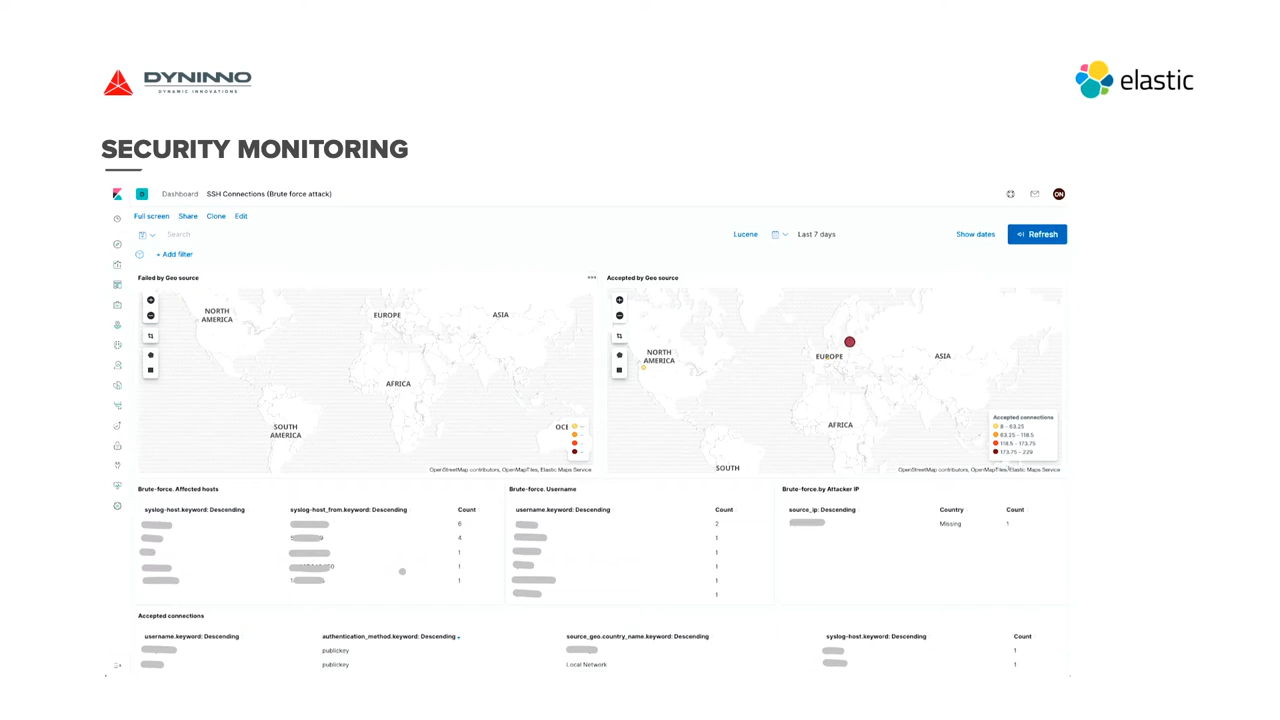 DYNINNO
DYNAMIC INNOVATIONS
elastic
SECURITY MONITORING
D Dashboard SSH Connections (Brute force attack) ON
Full screen Share Clone Edit
Search Lucene Last 7 days Show dates Refresh
+ Add filter
Failed by Geo source
NORTH AMERICA
EUROPE
ASIA
AFRICA
SOUTH AMERICA
OCE
OpenStreetMap contributors, OpenMapTiles, Elastic Maps Service
Accepted by Geo source
NORTH AMERICA
EUROPE
ASIA
AFRICA
SOUTH
Accepted connections
8 – 63.25
63.25 – 118.5
118.5 – 173.75
173.75 – 229
OpenStreetMap contributors, OpenMapTiles, Elastic Maps Service
Brute-force. Affected hosts
syslog-host.keyword: Descending syslog-host_from.keyword: Descending Count
6
4
1
1
1
Brute-force. Username
username.keyword: Descending Count
2
1
1
1
1
1
Brute-force.by Attacker IP
source_ip: Descending Country Count
Missing 1
Accepted connections
username.keyword: Descending authentication_method.keyword: Descending source_geo.country_name.keyword: Descending syslog-host.keyword: Descending Count
publickey 1
publickey Local Network 1